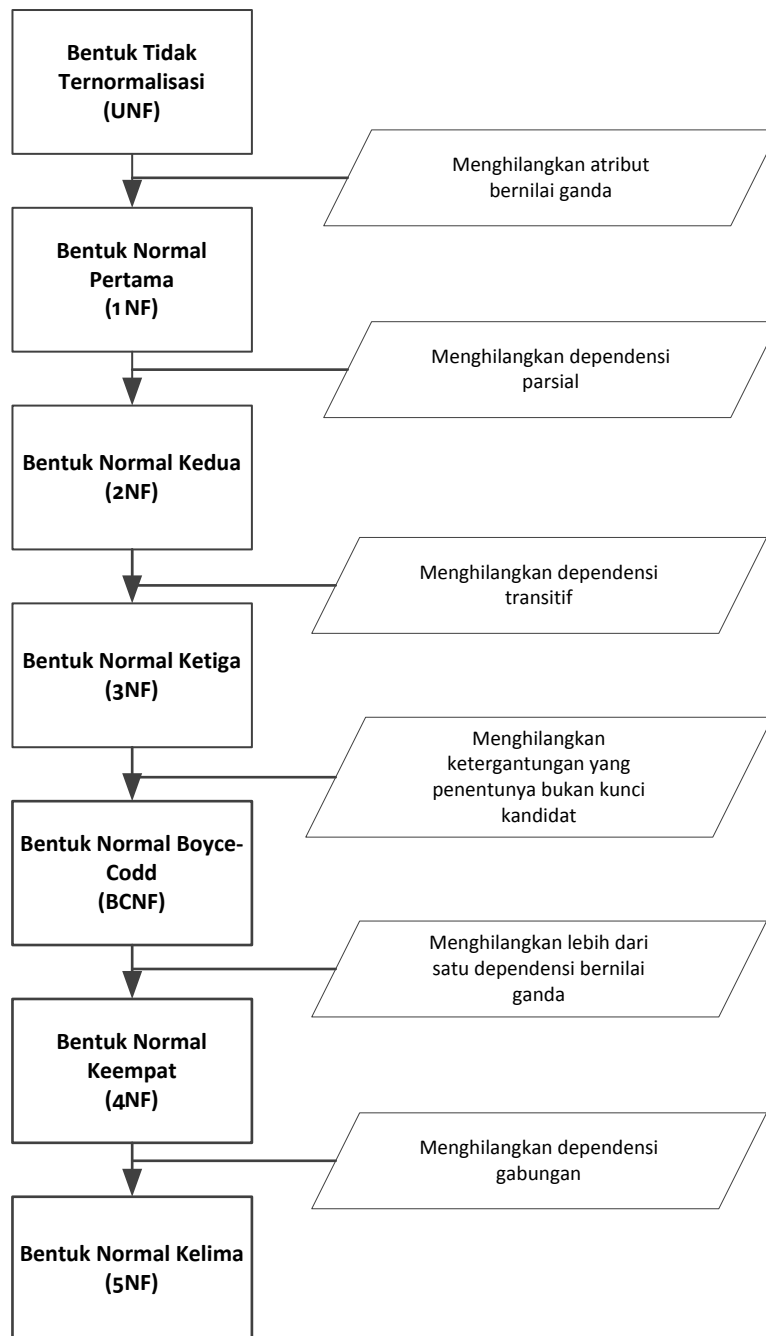 Bentuk Tidak
Ternormalisasi
(UNF)
Menghilangkan atribut
bernilai ganda
Bentuk Normal
Pertama
(1NF)
Menghilangkan dependensi
parsial
Bentuk Normal Kedua
(2NF)
Menghilangkan dependensi
transitif
Bentuk Normal Ketiga
(3NF)
Menghilangkan
ketergantungan yang
penentunya bukan kunci
kandidat
Bentuk Normal Boyce-
Codd
(BCNF)
Menghilangkan lebih dari
satu dependensi bernilai
ganda
Bentuk Normal
Keempat
(4NF)
Menghilangkan dependensi
gabungan
Bentuk Normal Kelima
(5NF)